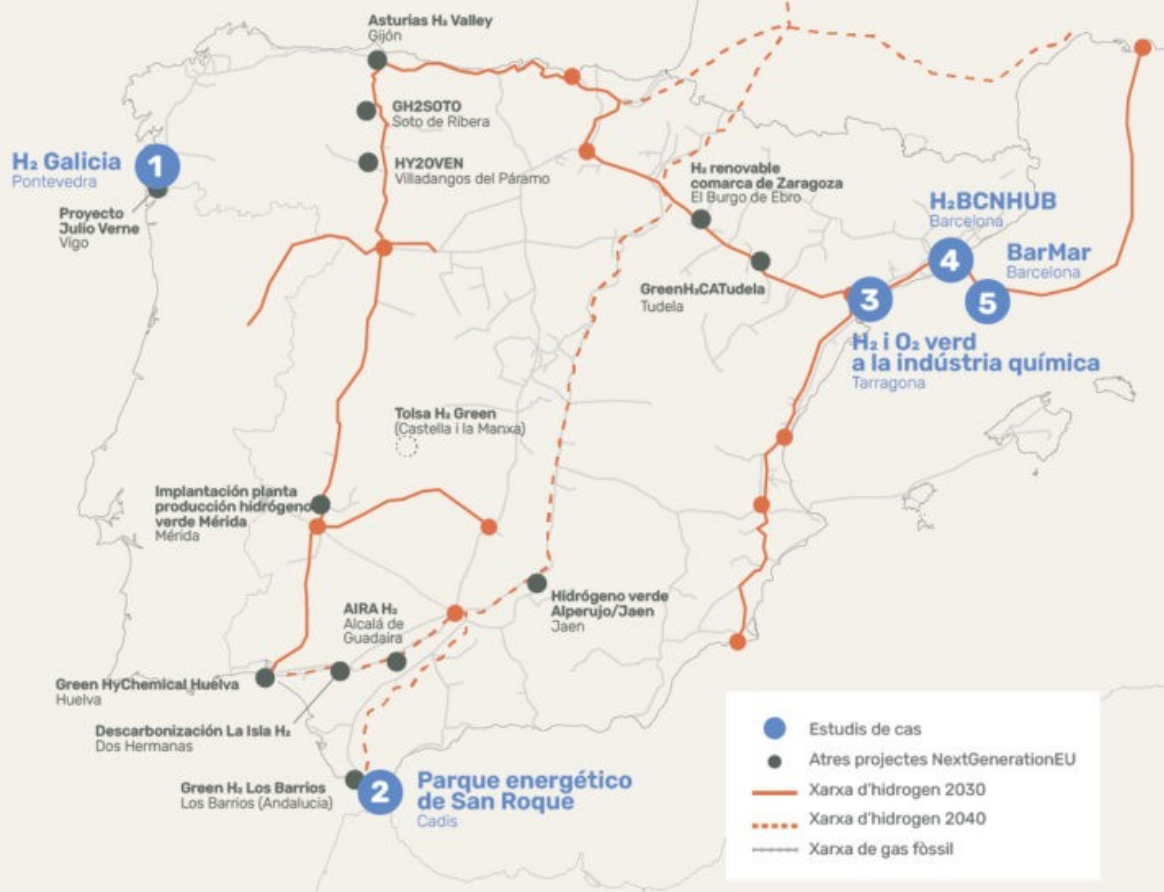 Asturias H₂ Valley
Gijón
GH2SOTO
Soto de Ribera
HY2OVEN
Villadangos del Páramo
H₂ Galicia
Pontevedra
1
Proyecto
Julio Verne
Vigo
H₂ renovable
comarca de Zaragoza
El Burgo de Ebro
H₂BCNHUB
Barcelona
4
BarMar
Barcelona
5
GreenH₂CATudela
Tudela
3
H₂ i O₂ verd
a la indústria química
Tarragona
Tolsa H₂ Green
(Castella i la Manxa)
Implantación planta
producción hidrógeno
verde Mérida
Mérida
AIRA H₂
Alcalá de
Guadaira
Hidrógeno verde
Alperujo/Jaen
Jaen
Green HyChemical Huelva
Huelva
Descarbonización La Isla H₂
Dos Hermanas
Green H₂ Los Barrios
Los Barrios (Andalucía)
2
Parque energético
de San Roque
Cadis
Estudis de cas
Atres projectes NextGenerationEU
Xarxa d'hidrogen 2030
Xarxa d'hidrogen 2040
Xarxa de gas fòssil